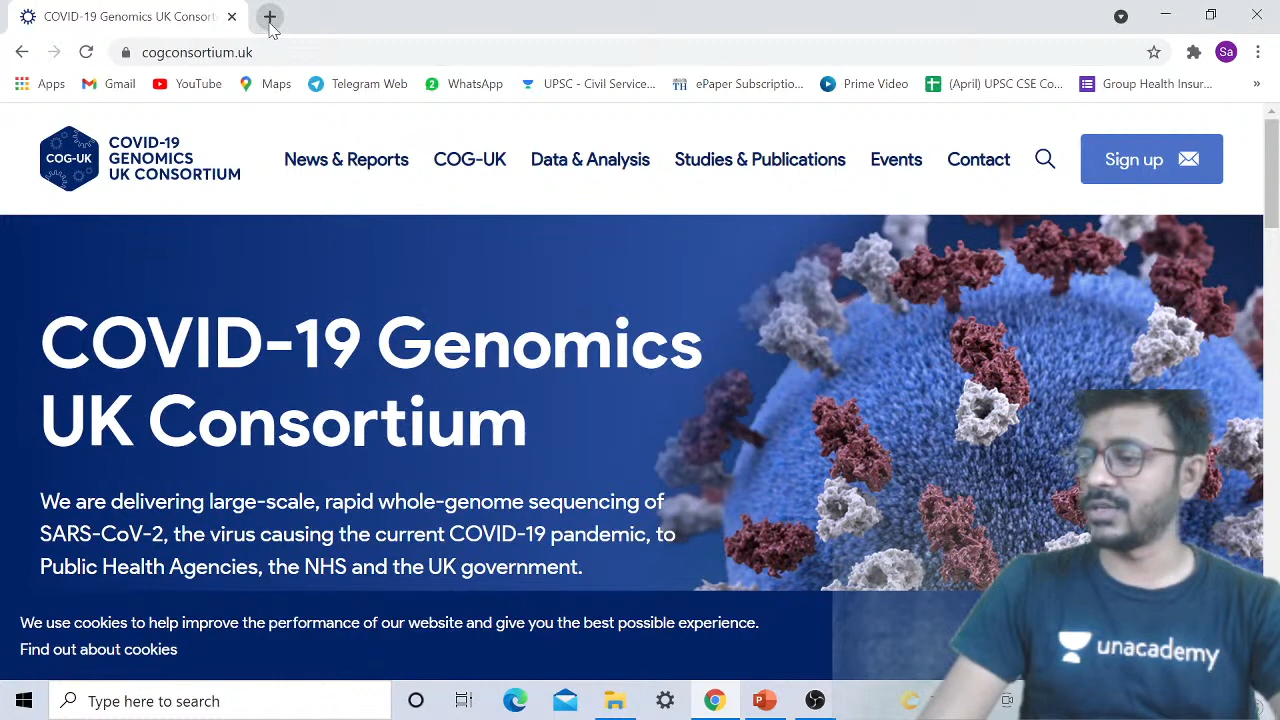 COVID-19 Genomics UK Consort
cogconsortium.uk
Sa
Apps
Gmail
YouTube
Maps
Telegram Web
2
WhatsApp
UPSC - Civil Service...
TH
ePaper Subscriptio...
Prime Video
(April) UPSC CSE Co...
Group Health Insur...
»
COG-UK
COVID-19
GENOMICS
UK CONSORTIUM
News & Reports
COG-UK
Data & Analysis
Studies & Publications
Events
Contact
Sign up
COVID-19 Genomics
UK Consortium
We are delivering large-scale, rapid whole-genome sequencing of
SARS-CoV-2, the virus causing the current COVID-19 pandemic, to
Public Health Agencies, the NHS and the UK government.
We use cookies to help improve the performance of our website and give you the best possible experience.
Find out about cookies
unacademy
Type here to search